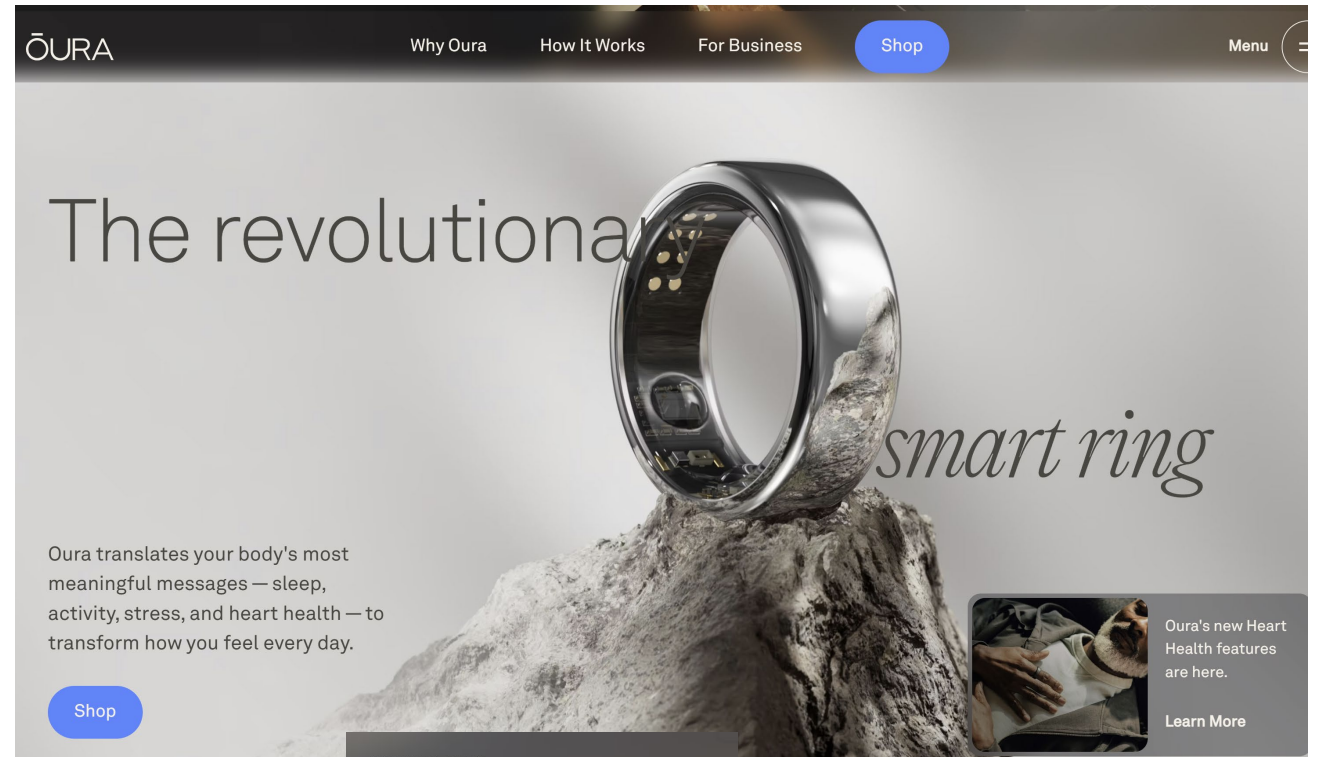 ŌURA
Why Oura
How It Works
For Business
Shop
Menu
The revolutionary
smart ring
Oura translates your body's most
meaningful messages — sleep,
activity, stress, and heart health — to
transform how you feel every day.
Shop
Oura's new Heart
Health features
are here.
Learn More